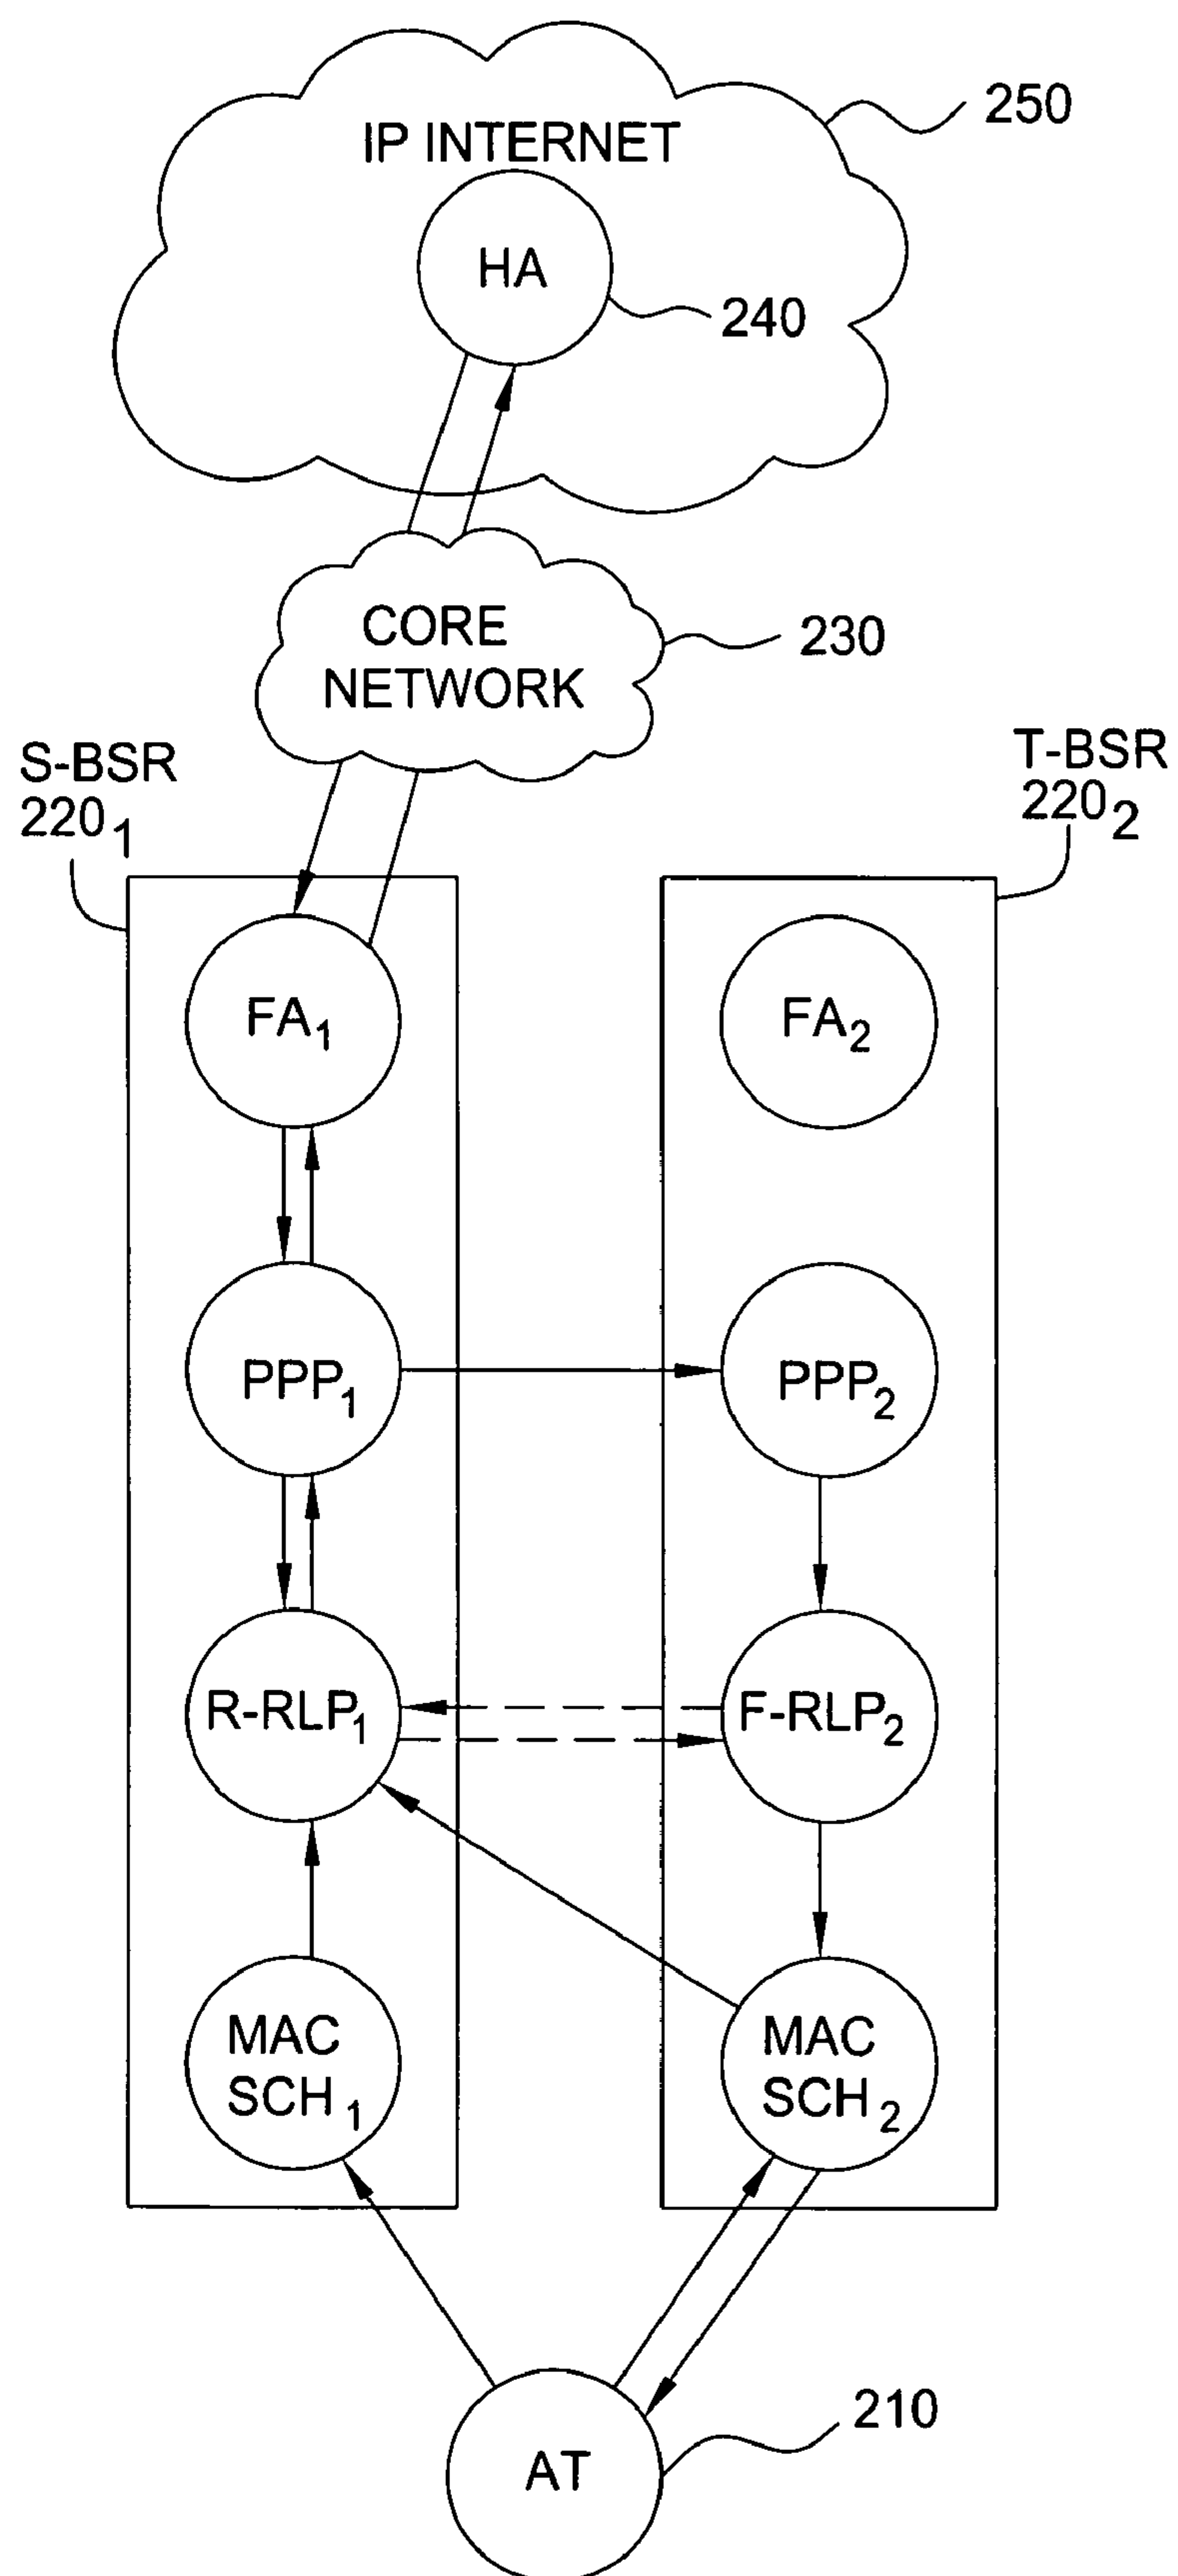 250
IP INTERNET
HA
240
CORE
NETWORK
230
S-BSR
220₁
T-BSR
220₂
FA₁
FA₂
PPP₁
PPP₂
R-RLP₁
F-RLP₂
MAC
SCH₁
MAC
SCH₂
210
AT